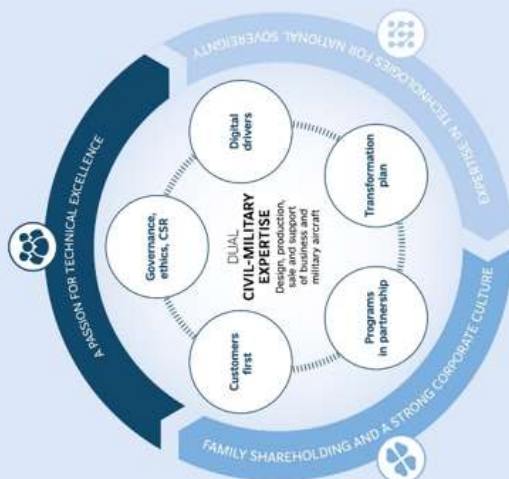 A PASSION FOR TECHNICAL EXCELLENCE
EXPERTISE IN TECHNOLOGIES FOR NATIONAL SOVEREIGNTY
FAMILY SHAREHOLDING AND A STRONG CORPORATE CULTURE
Governance,
ethics, CSR
Digital
drivers
Transformation
plan
Programs
in partnership
Customers
first
DUAL
CIVIL-MILITARY
EXPERTISE
Design, production,
sale and support
of business and
military aircraft